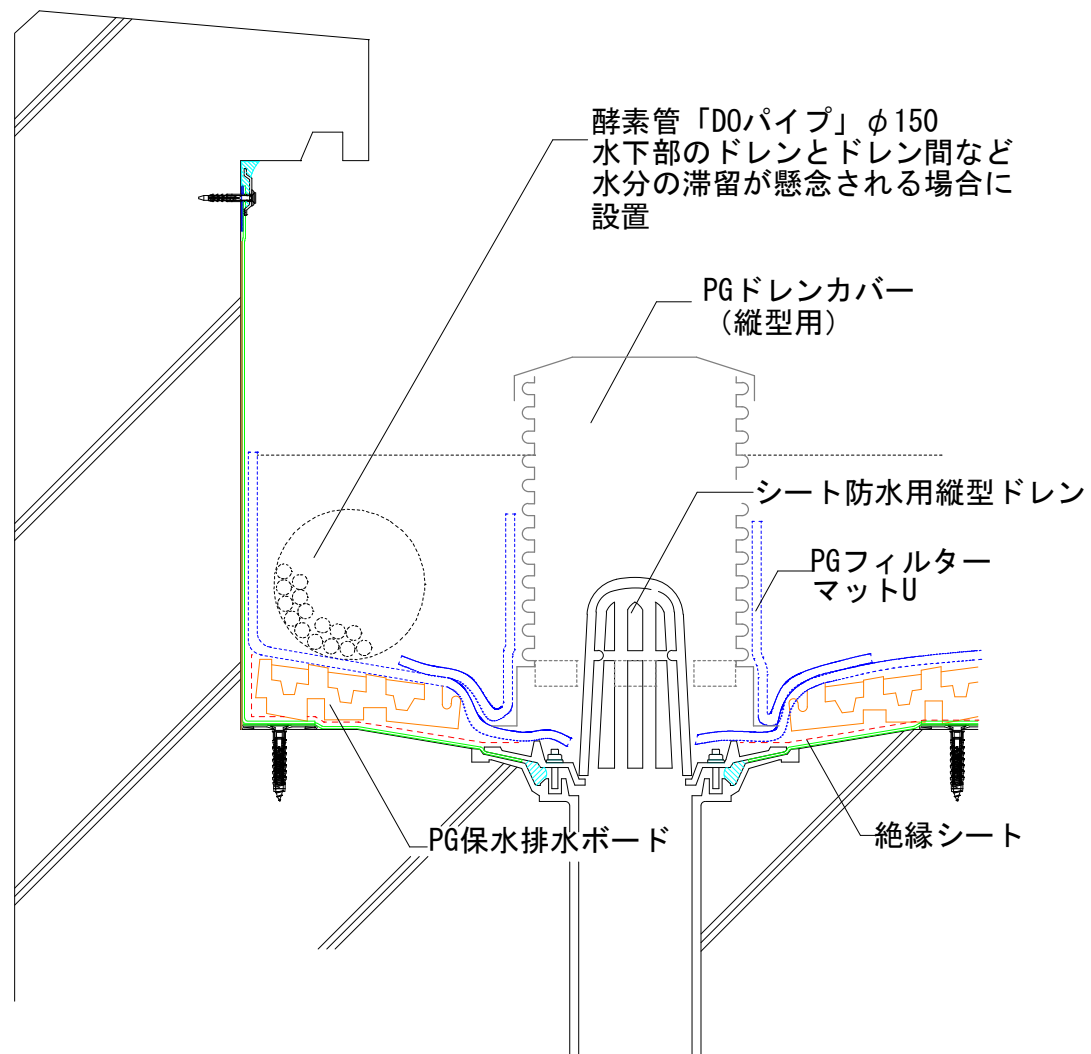 酵素管「DOパイプ」φ150
水下部のドレンとドレン間など
水分の滞留が懸念される場合に
設置
PGドレンカバー
（縦型用）
シート防水用縦型ドレン
PGフィルター
マットU
PG保水排水ボード
絶縁シート